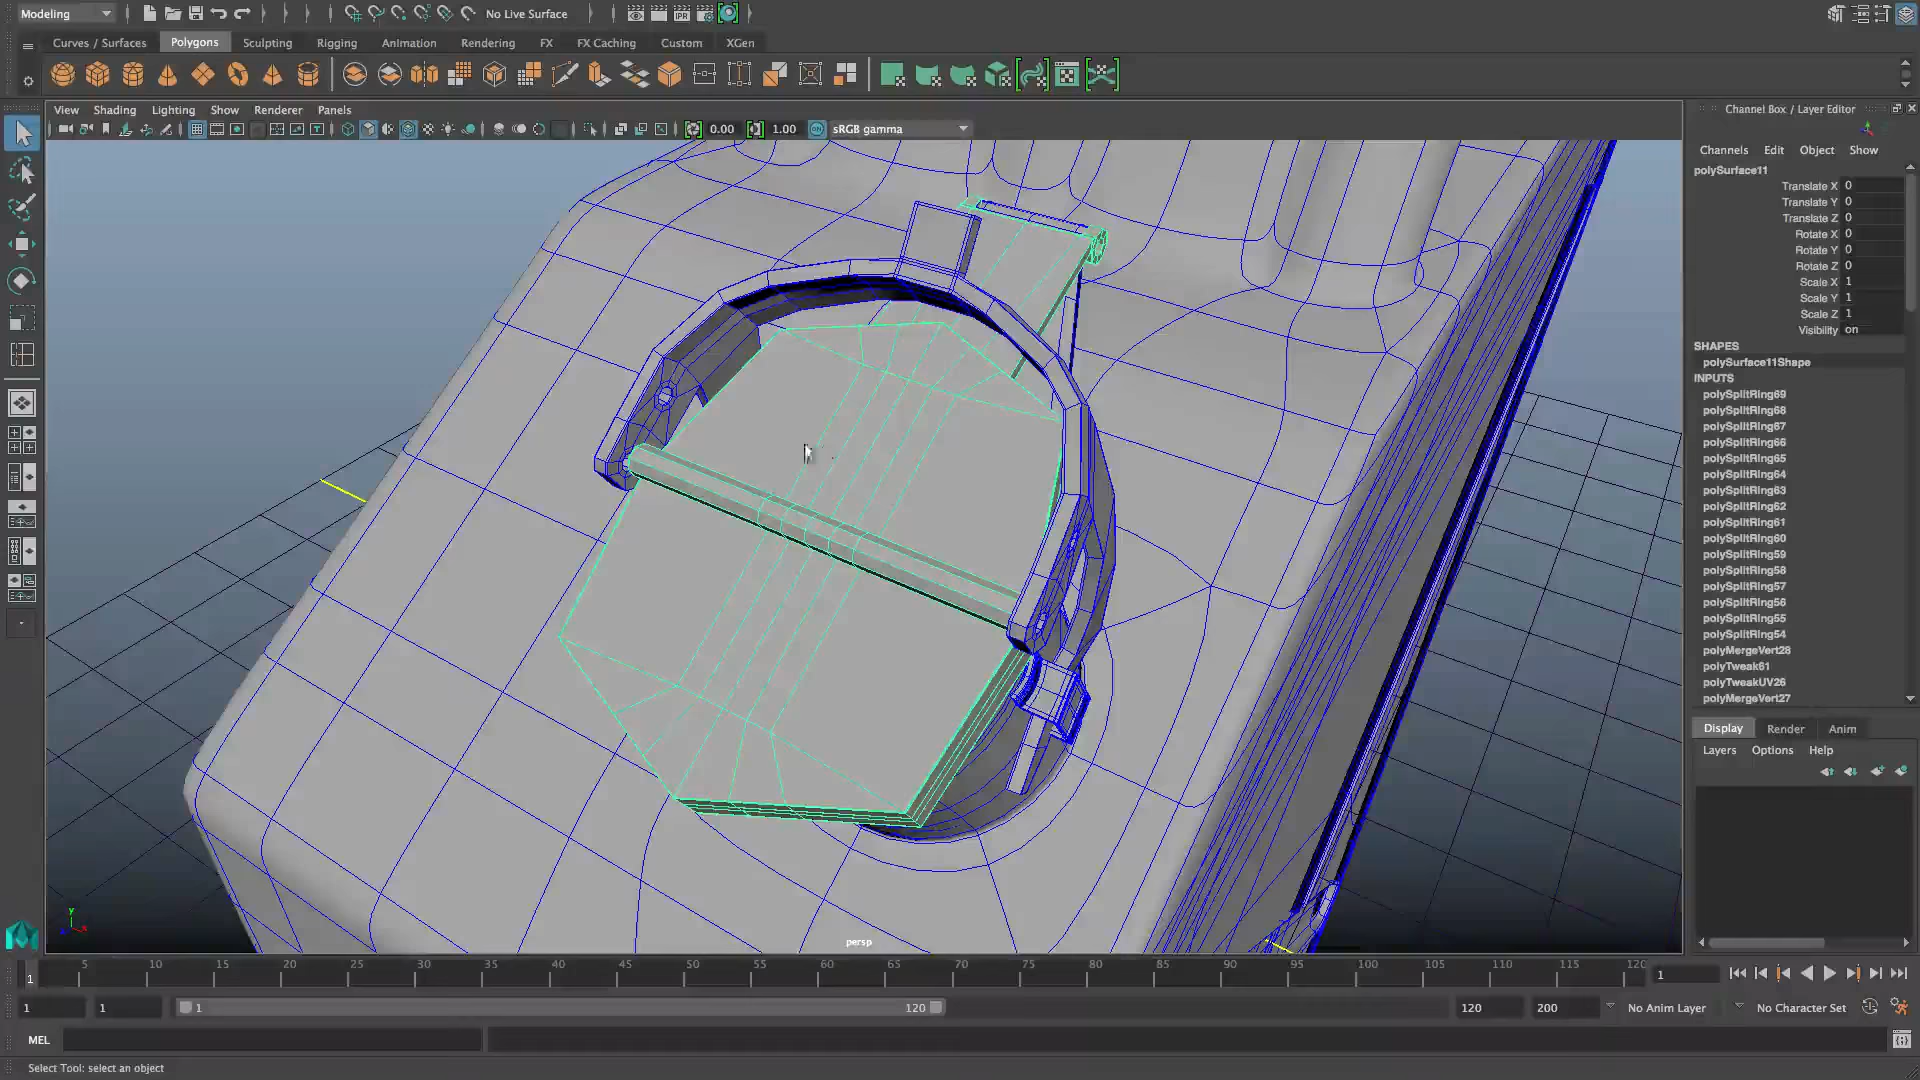 Modeling
No Live Surface
IPR
Curves / Surfaces Polygons Sculpting Rigging Animation Rendering FX FX Caching Custom XGen
View Shading Lighting Show Renderer Panels
0.00 1.00 sRGB gamma
Channel Box / Layer Editor
Channels Edit Object Show
polySurface11
Translate X 0
Translate Y 0
Translate Z 0
Rotate X 0
Rotate Y 0
Rotate Z 0
Scale X 1
Scale Y 1
Scale Z 1
Visibility on
SHAPES
polySurface11Shape
INPUTS
polySplitRing69
polySplitRing68
polySplitRing67
polySplitRing66
polySplitRing65
polySplitRing64
polySplitRing63
polySplitRing62
polySplitRing61
polySplitRing60
polySplitRing59
polySplitRing58
polySplitRing57
polySplitRing56
polySplitRing55
polySplitRing54
polyMergeVert28
polyTweak61
polyTweakUV26
polyMergeVert27
Display Render Anim
Layers Options Help
y
persp
1 5 10 15 20 25 30 35 40 45 50 55 60 65 70 75 80 85 90 95 100 105 110 115 120 1
1 1 1 120 120 200 No Anim Layer No Character Set
MEL
Select Tool: select an object